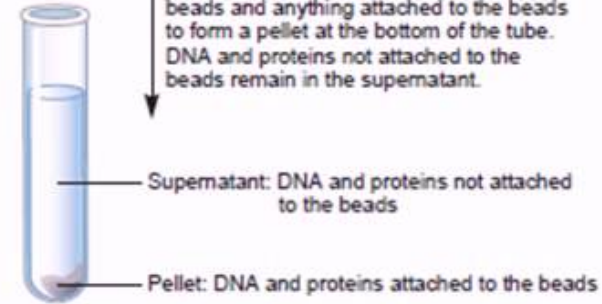 beads and anything attached to the beads
to form a pellet at the bottom of the tube.
DNA and proteins not attached to the
beads remain in the supernatant.
Supernatant: DNA and proteins not attached
to the beads
Pellet: DNA and proteins attached to the beads